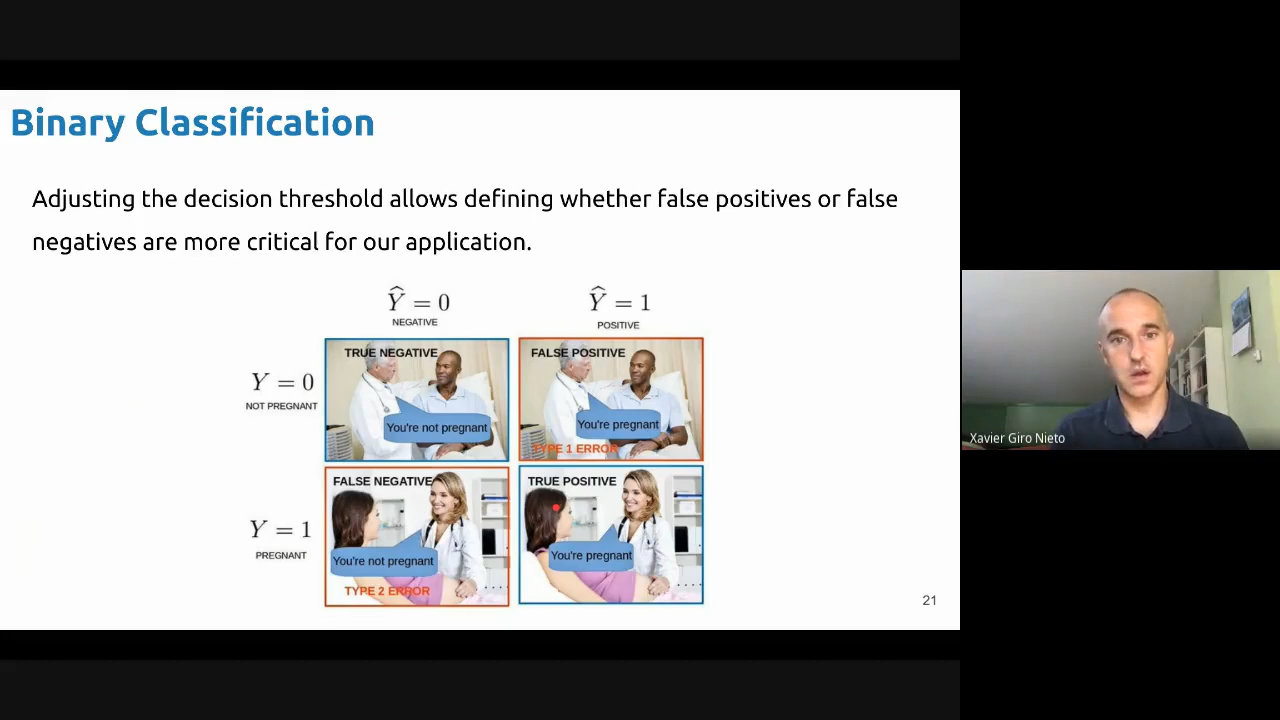 Binary Classification
Adjusting the decision threshold allows defining whether false positives or false
negatives are more critical for our application.
Ŷ = 0
Ŷ = 1
NEGATIVE
POSITIVE
TRUE NEGATIVE
FALSE POSITIVE
Y = 0
NOT PREGNANT
You're not pregnant
You're pregnant
TYPE 1 ERROR
FALSE NEGATIVE
TRUE POSITIVE
Y = 1
PREGNANT
You're not pregnant
You're pregnant
TYPE 2 ERROR
21
Xavier Giro Nieto